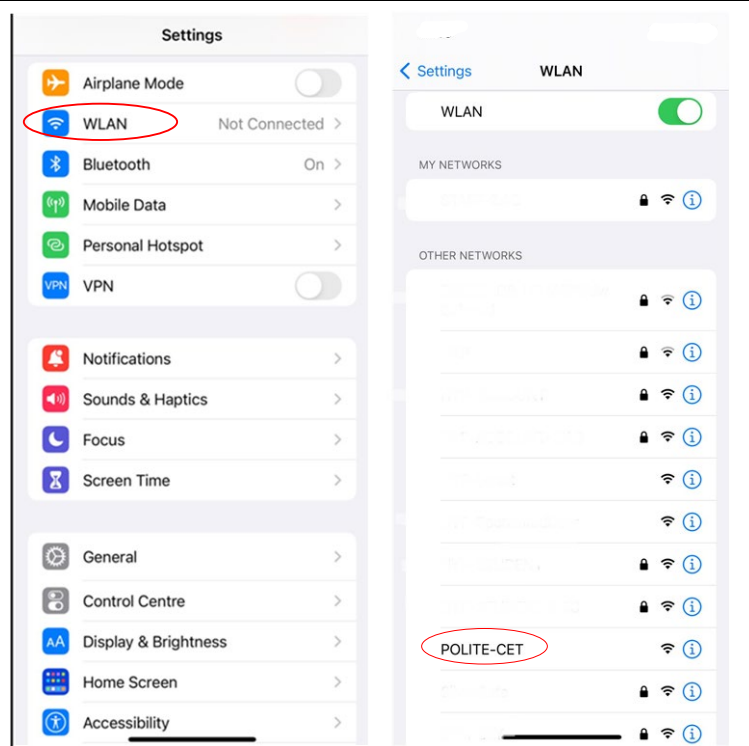 Settings
Airplane Mode
WLAN Not Connected
Bluetooth On
Mobile Data
Personal Hotspot
VPN VPN
Notifications
Sounds & Haptics
Focus
Screen Time
General
Control Centre
AA Display & Brightness
Home Screen
Accessibility
Settings WLAN
WLAN
MY NETWORKS
OTHER NETWORKS
POLITE-CET